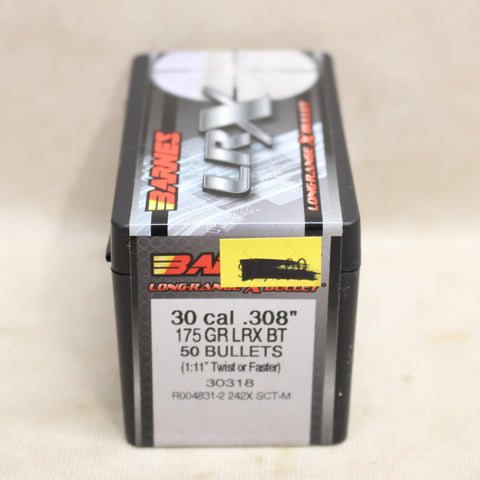 BARNES
LRX
LONG-RANGE X BULLET
BARNES
LONG-RANGE X BULLET®
30 cal .308"
175 GR LRX BT
50 BULLETS
(1:11" Twist or Faster)
30318
R004831-2 242X SCT-M